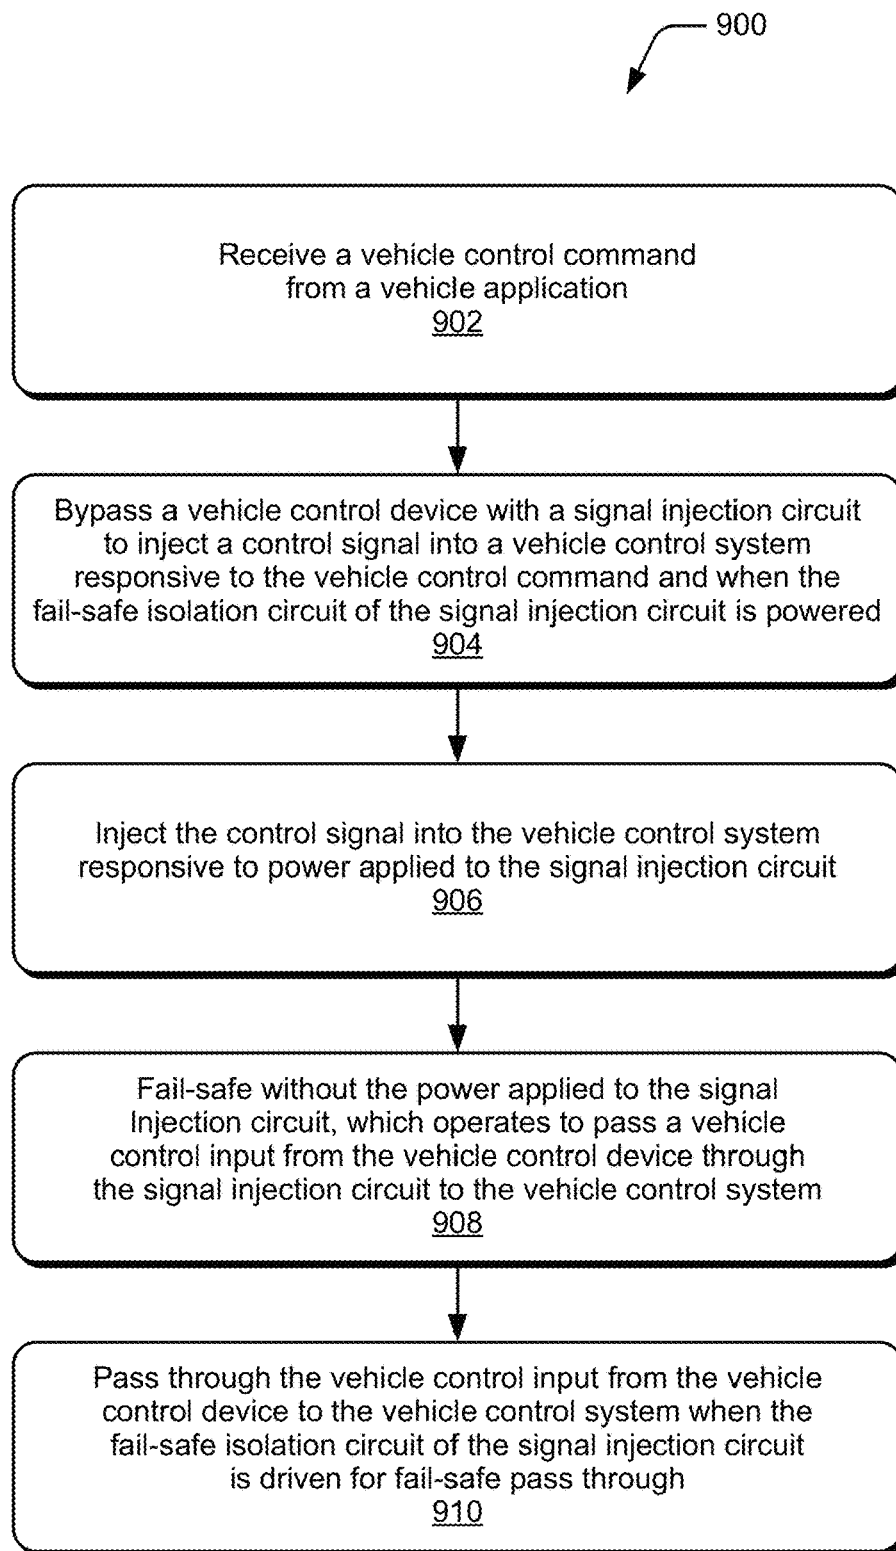 900
Receive a vehicle control command
from a vehicle application
902
Bypass a vehicle control device with a signal injection circuit
to inject a control signal into a vehicle control system
responsive to the vehicle control command and when the
fail-safe isolation circuit of the signal injection circuit is powered
904
Inject the control signal into the vehicle control system
responsive to power applied to the signal injection circuit
906
Fail-safe without the power applied to the signal
Injection circuit, which operates to pass a vehicle
control input from the vehicle control device through
the signal injection circuit to the vehicle control system
908
Pass through the vehicle control input from the vehicle
control device to the vehicle control system when the
fail-safe isolation circuit of the signal injection circuit
is driven for fail-safe pass through
910